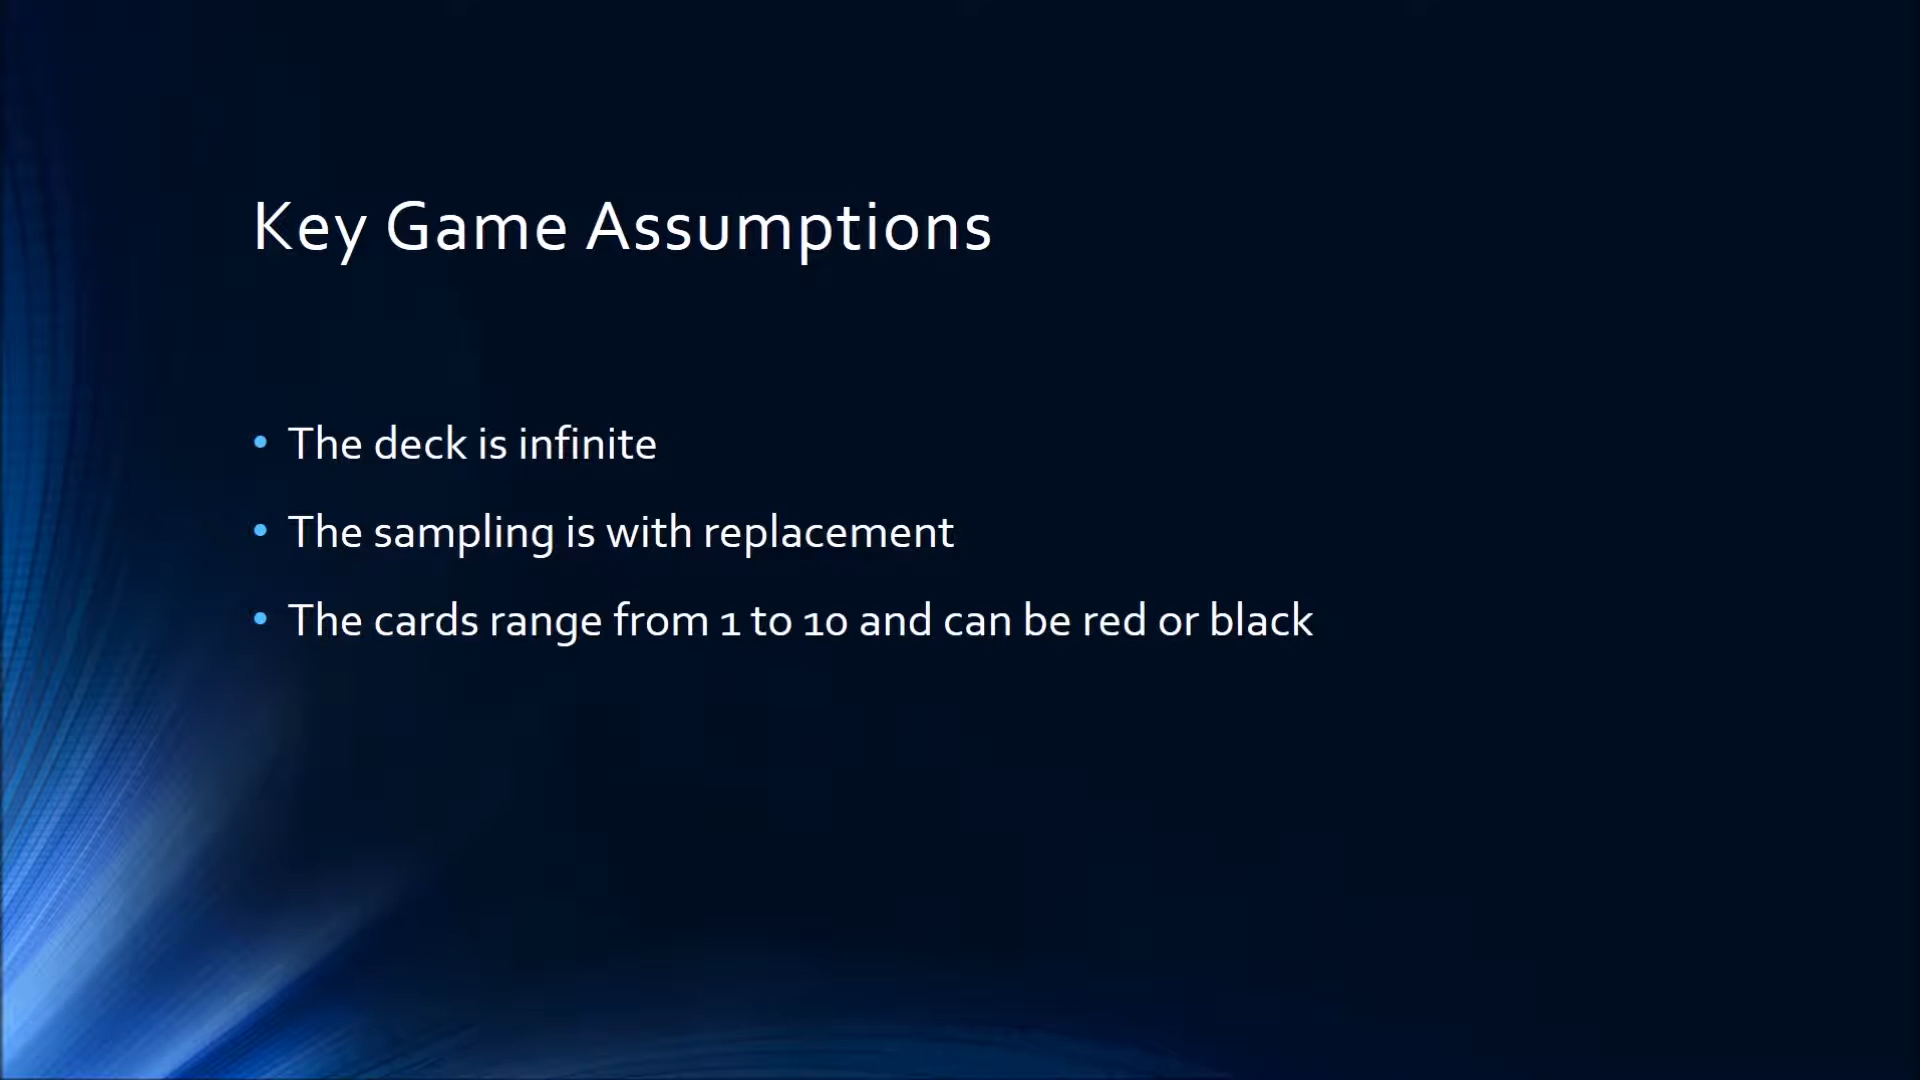 Key Game Assumptions
• The deck is infinite
• The sampling is with replacement
• The cards range from 1 to 10 and can be red or black